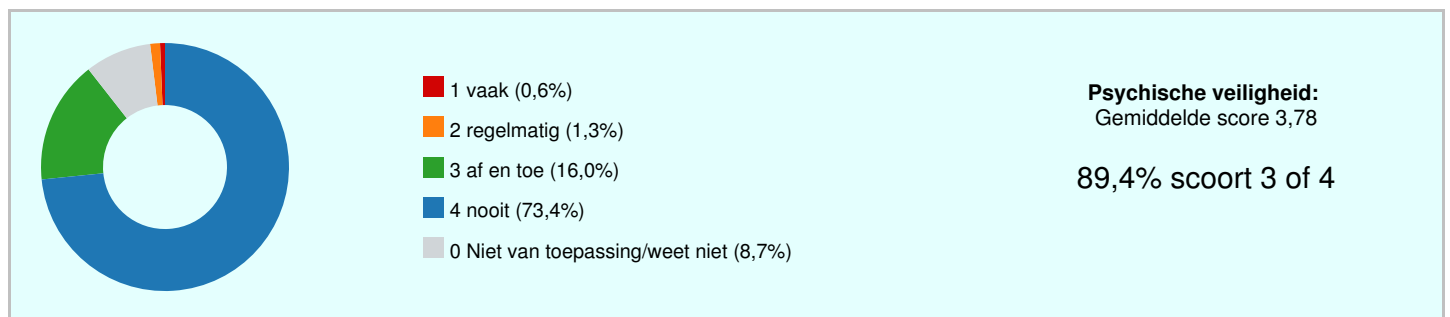 1 vaak (0,6%)
2 regelmatig (1,3%)
3 af en toe (16,0%)
4 nooit (73,4%)
0 Niet van toepassing/weet niet (8,7%)
Psychische veiligheid:
Gemiddelde score 3,78
89,4% scoort 3 of 4